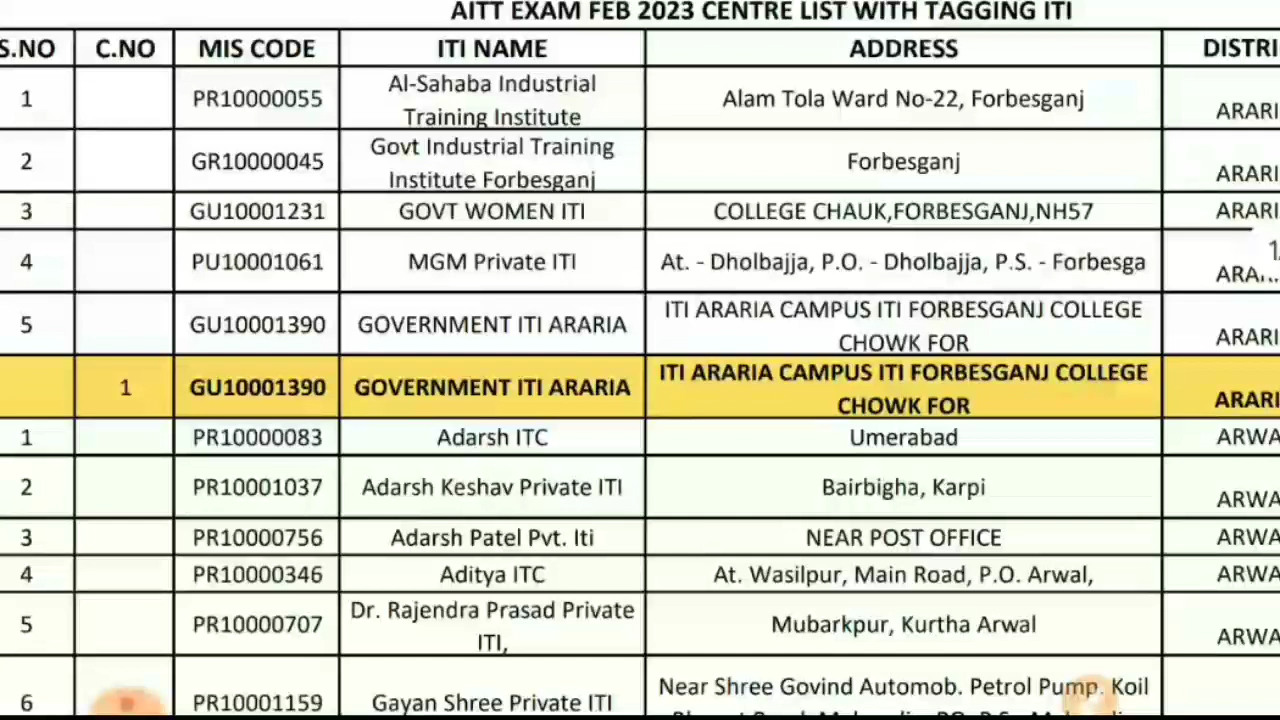 AITT EXAM FEB 2023 CENTRE LIST WITH TAGGING ITI
S.NO C.NO MIS CODE ITI NAME ADDRESS DISTRI
1 PR10000055 Al-Sahaba Industrial Training Institute Alam Tola Ward No-22, Forbesganj ARARI
2 GR10000045 Govt Industrial Training Institute Forbesganj Forbesganj ARARI
3 GU10001231 GOVT WOMEN ITI COLLEGE CHAUK,FORBESGANJ,NH57 ARARI
4 PU10001061 MGM Private ITI At. - Dholbajja, P.O. - Dholbajja, P.S. - Forbesga
5 GU10001390 GOVERNMENT ITI ARARIA ITI ARARIA CAMPUS ITI FORBESGANJ COLLEGE CHOWK FOR ARARI
1 GU10001390 GOVERNMENT ITI ARARIA ITI ARARIA CAMPUS ITI FORBESGANJ COLLEGE CHOWK FOR ARARI
1 PR10000083 Adarsh ITC Umerabad ARWA
2 PR10001037 Adarsh Keshav Private ITI Bairbigha, Karpi ARWA
3 PR10000756 Adarsh Patel Pvt. Iti NEAR POST OFFICE ARWA
4 PR10000346 Aditya ITC At. Wasilpur, Main Road, P.O. Arwal, ARWA
5 PR10000707 Dr. Rajendra Prasad Private ITI, Mubarkpur, Kurtha Arwal ARWA
6 PR10001159 Gayan Shree Private ITI Near Shree Govind Automob. Petrol Pump. Koil